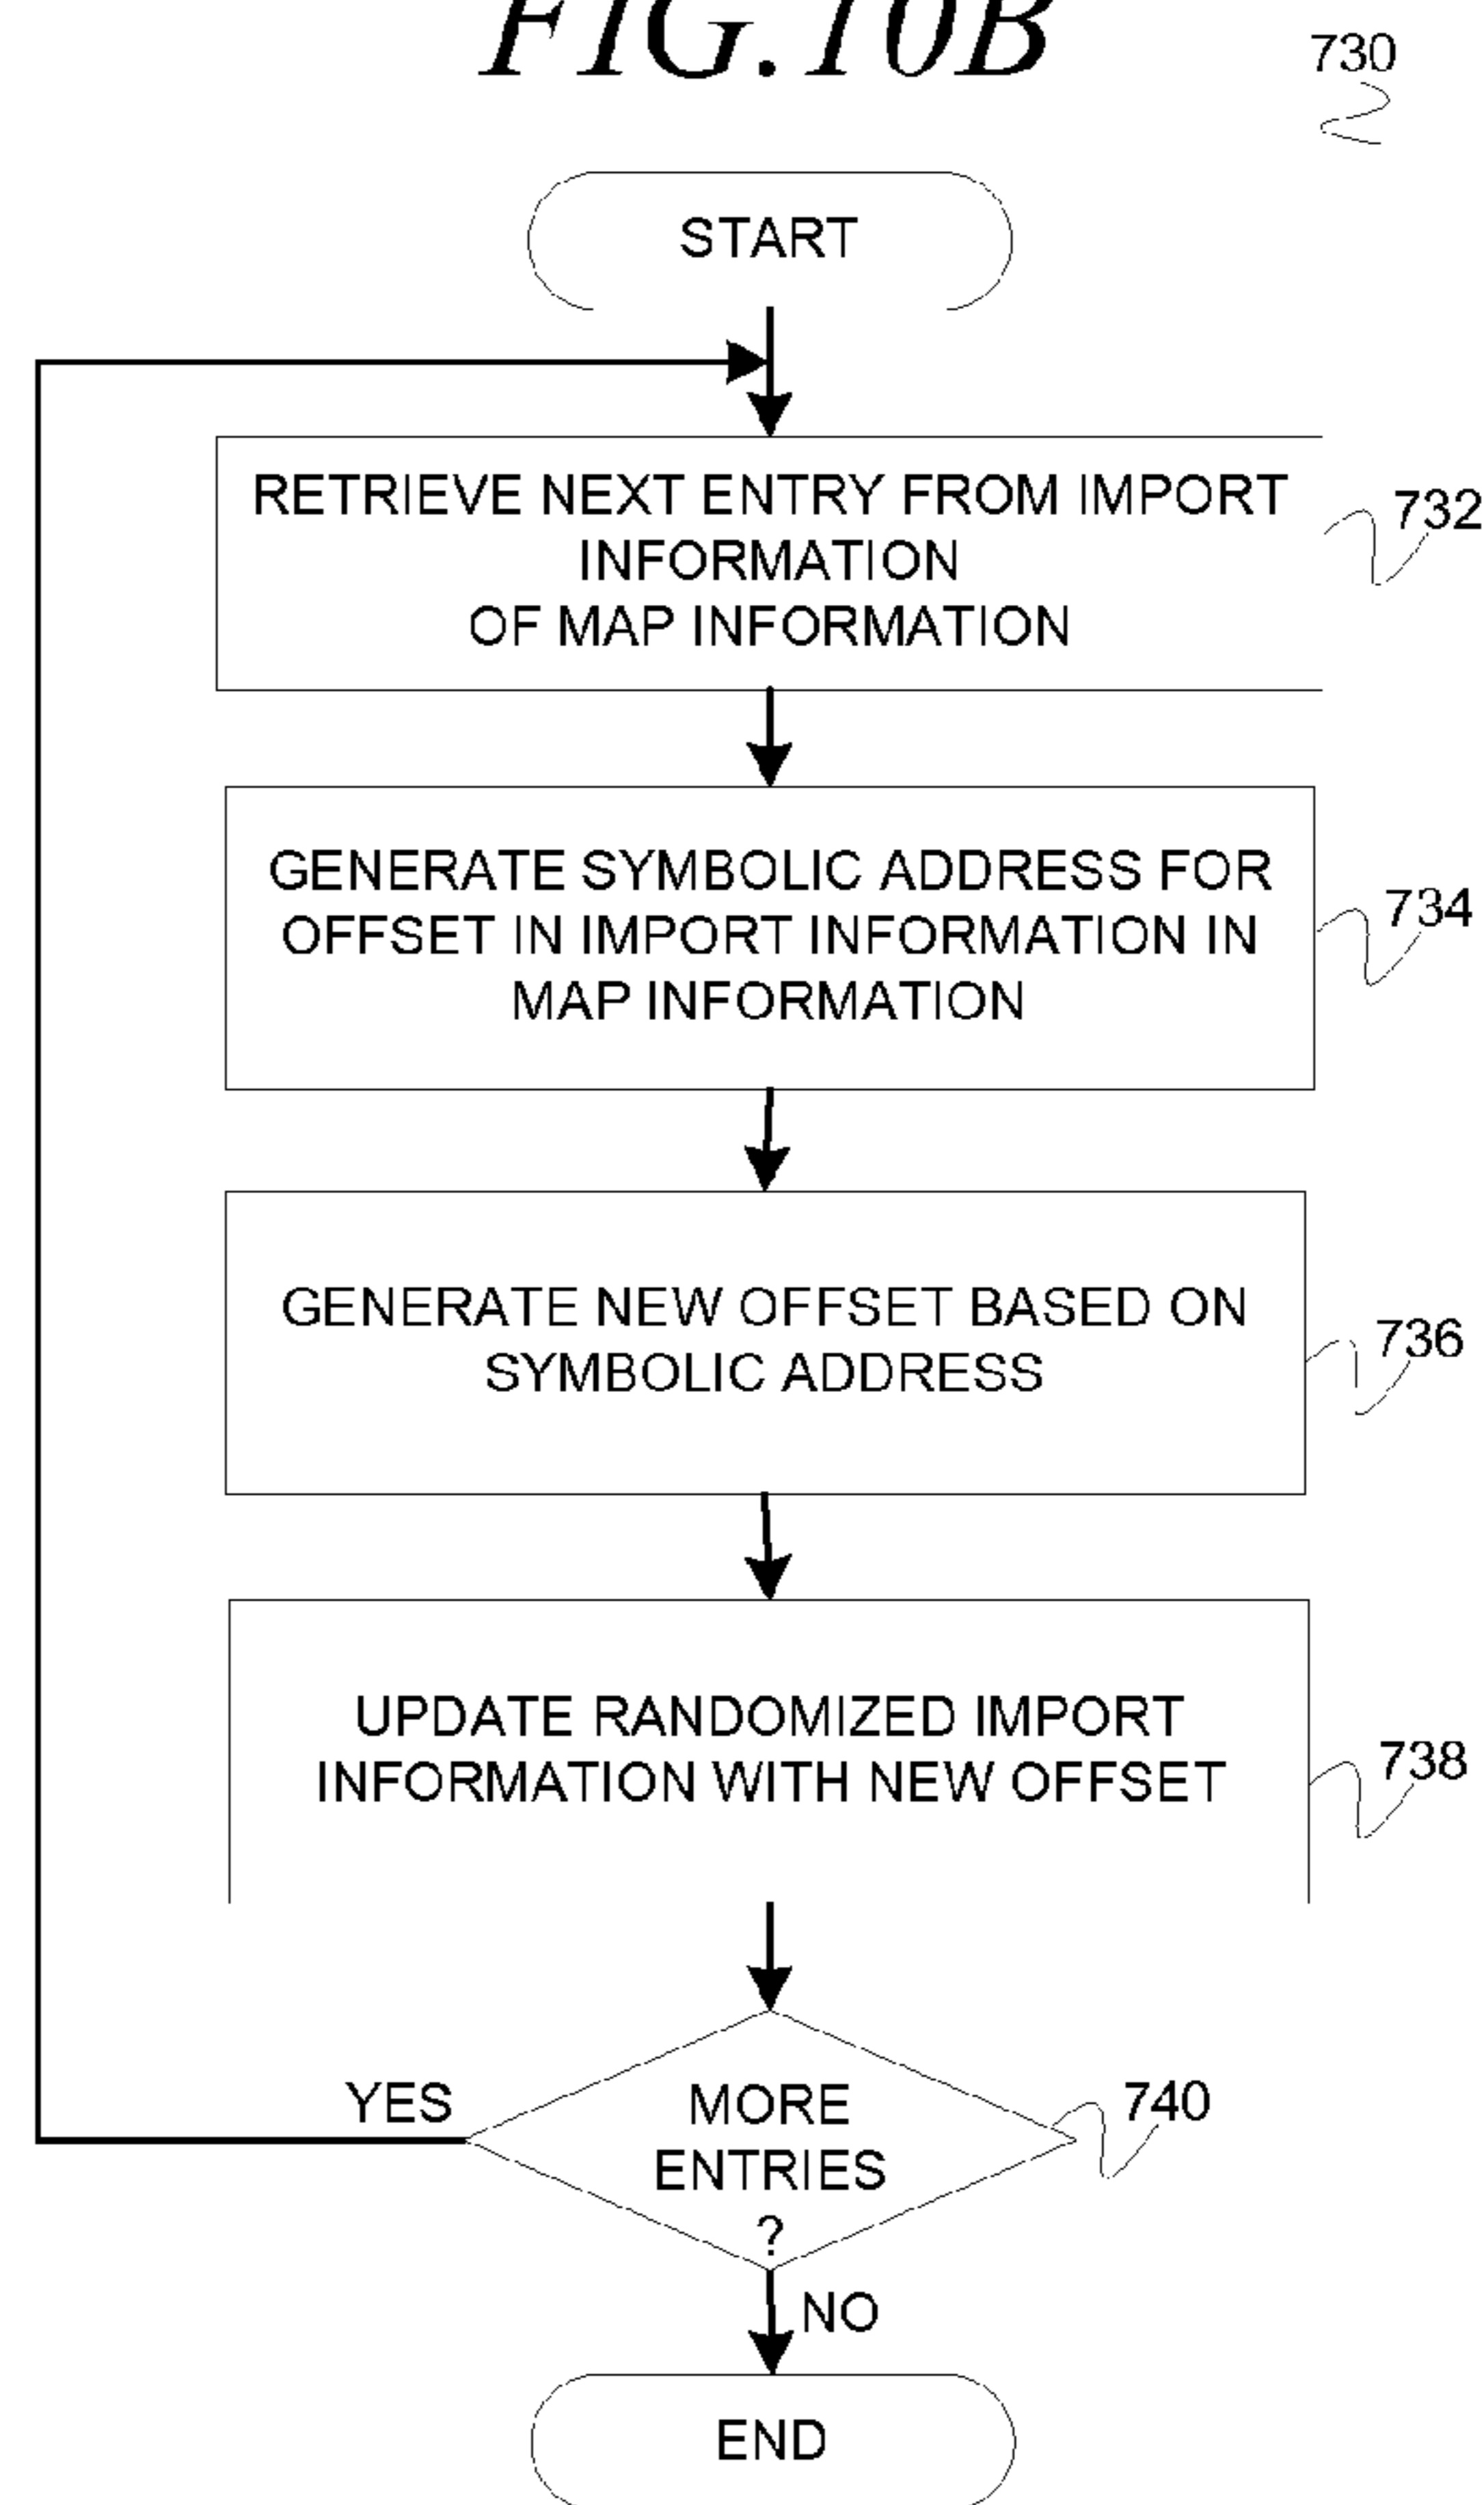 FIG.10B
730
START
RETRIEVE NEXT ENTRY FROM IMPORT
INFORMATION
OF MAP INFORMATION
732
GENERATE SYMBOLIC ADDRESS FOR
OFFSET IN IMPORT INFORMATION IN
MAP INFORMATION
734
GENERATE NEW OFFSET BASED ON
SYMBOLIC ADDRESS
736
UPDATE RANDOMIZED IMPORT
INFORMATION WITH NEW OFFSET
738
YES
MORE
ENTRIES
?
740
NO
END